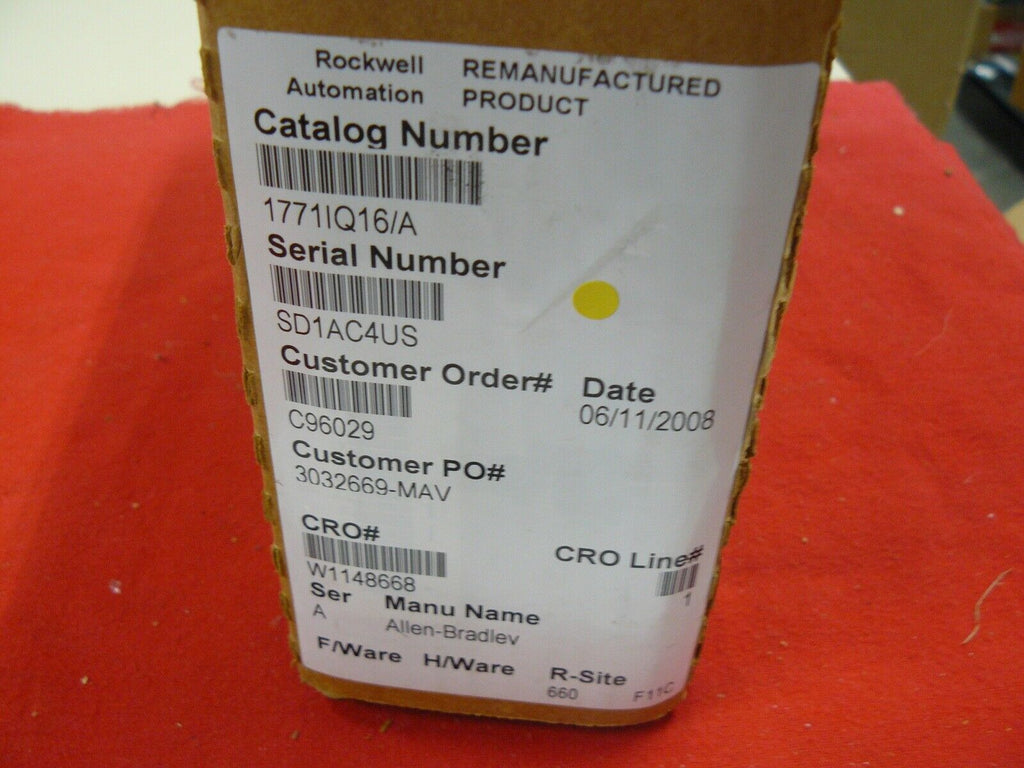 Rockwell Automation REMANUFACTURED PRODUCT
Catalog Number
1771IQ16/A
Serial Number
SD1AC4US
Customer Order# Date
C96029 06/11/2008
Customer PO#
3032669-MAV
CRO# CRO Line#
W1148668 1
Ser Manu Name
A Allen-Bradley
F/Ware H/Ware R-Site
660 F11C